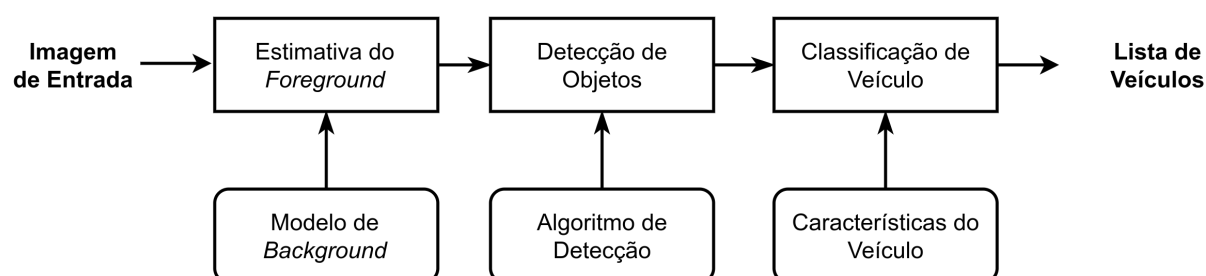 Imagem
de Entrada
Estimativa do
Foreground
Detecção de
Objetos
Classificação de
Veículo
Lista de
Veículos
Modelo de
Background
Algoritmo de
Detecção
Características do
Veículo